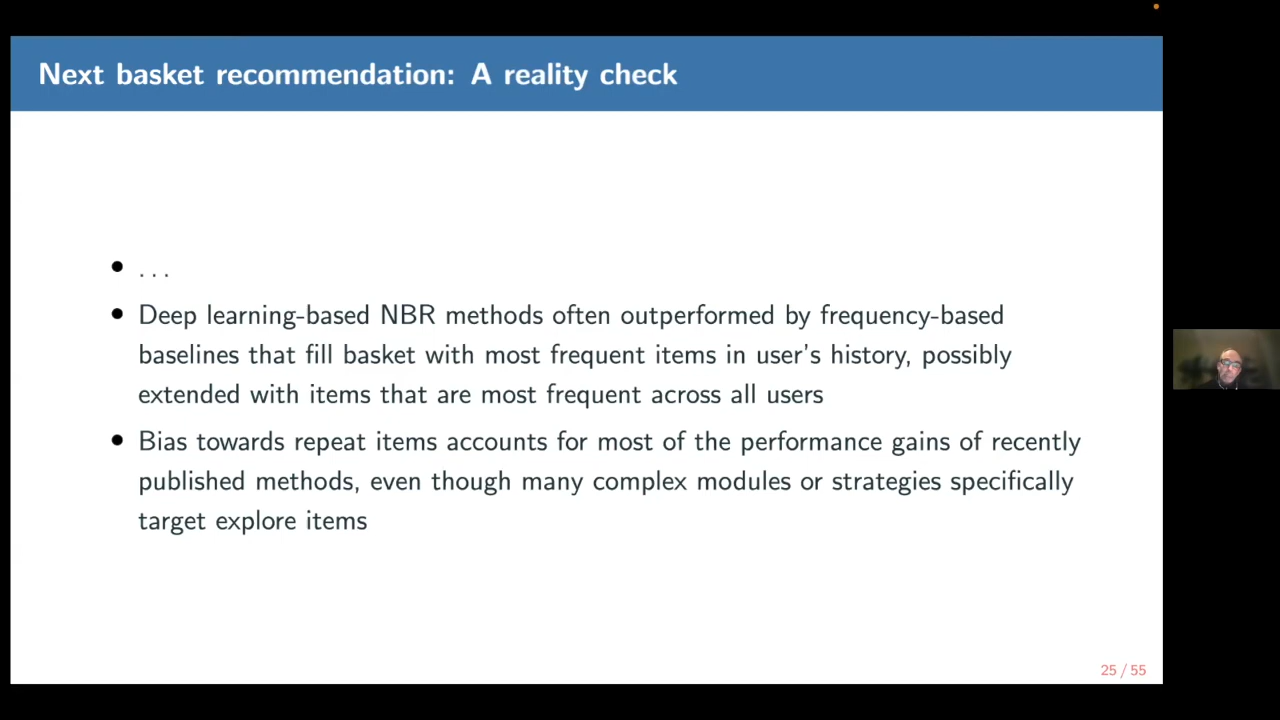 Next basket recommendation: A reality check
• . . .
• Deep learning-based NBR methods often outperformed by frequency-based
baselines that fill basket with most frequent items in user's history, possibly
extended with items that are most frequent across all users
• Bias towards repeat items accounts for most of the performance gains of recently
published methods, even though many complex modules or strategies specifically
target explore items
25 / 55